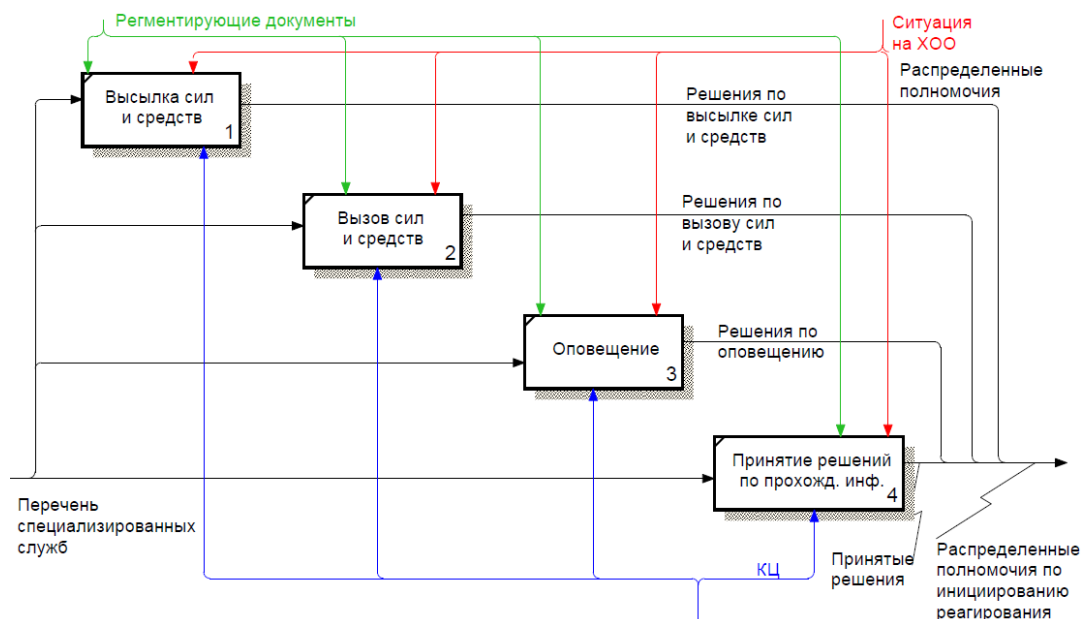 Регментирующие документы
Ситуация
на ХОО
Распределенные
полномочия
Высылка сил
и средств
1
Решения по
высылке сил
и средств
Вызов сил
и средств
2
Решения по
вызову сил
и средств
Оповещение
3
Решения по
оповещению
Принятие решений
по прохожд. инф.
4
Перечень
специализированных
служб
КЦ
Принятые
решения
Распределенные
полномочия по
инициированию
реагирования